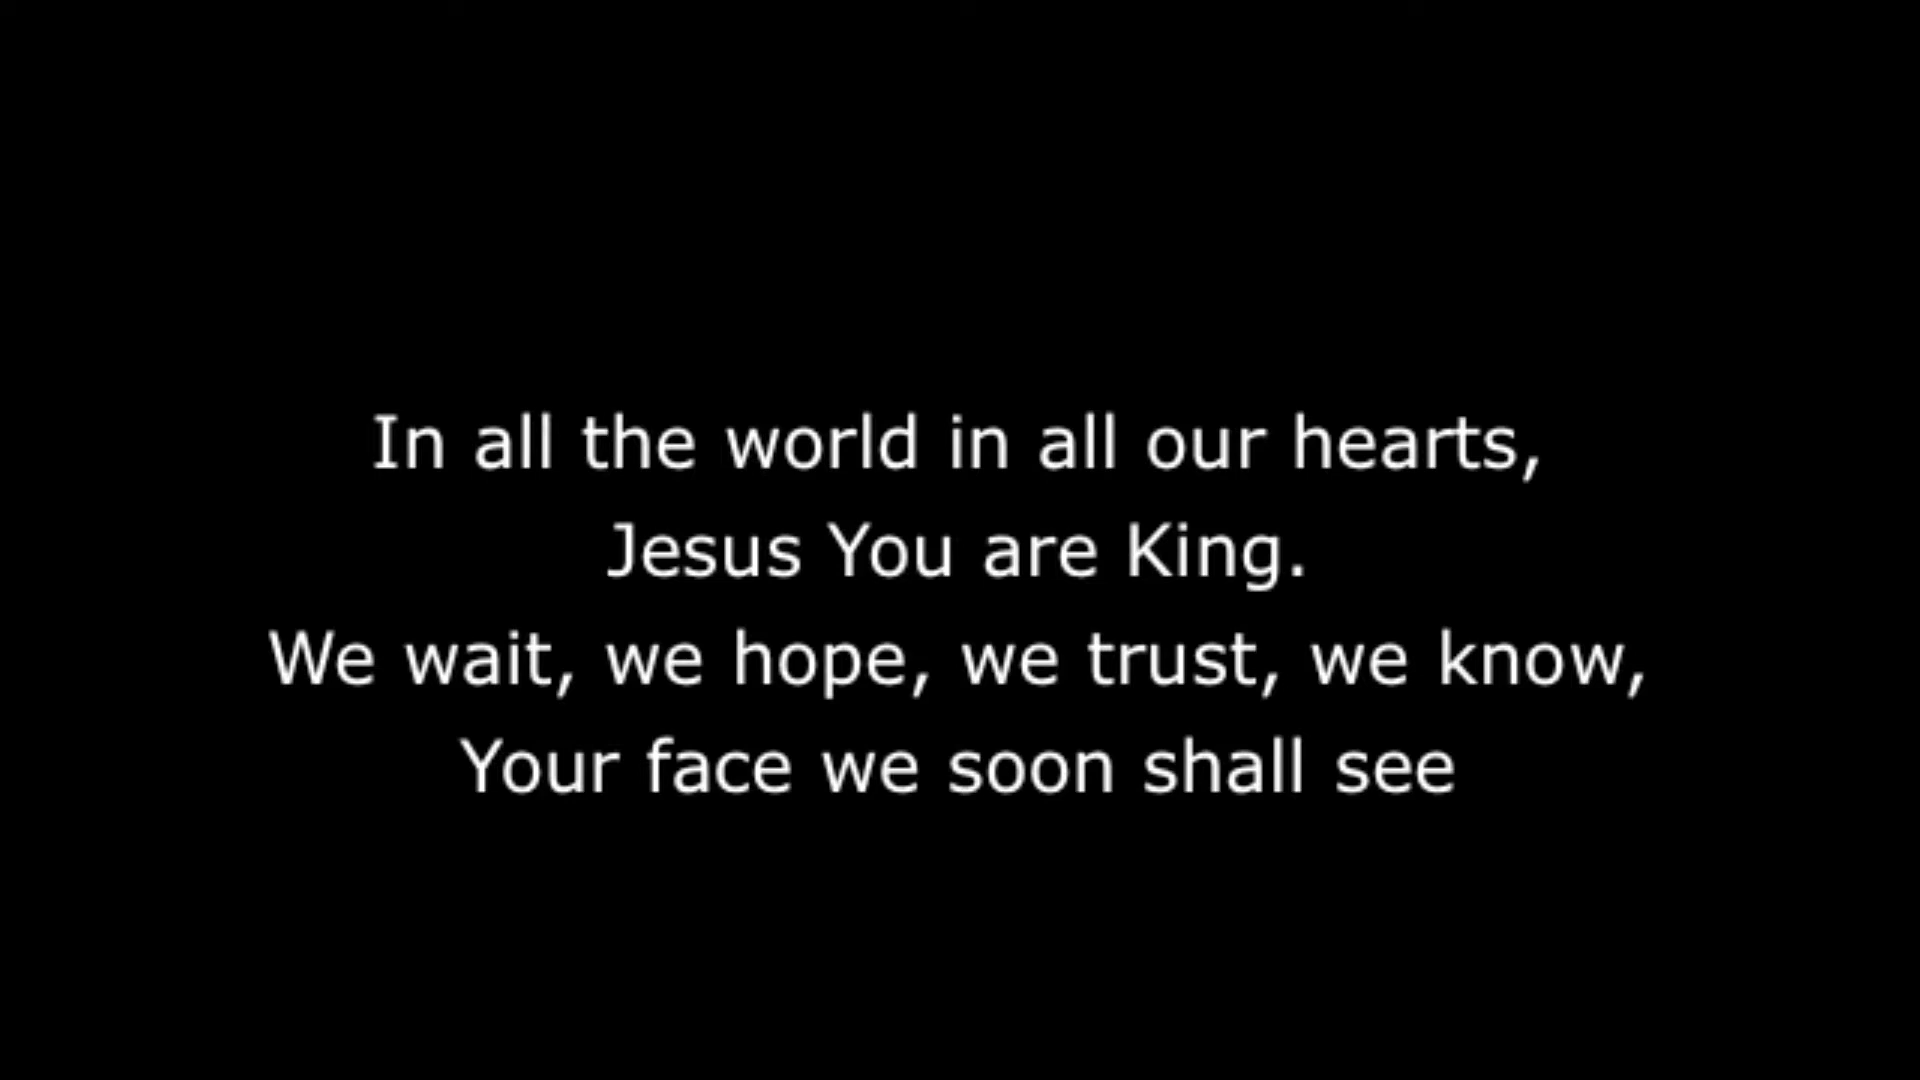 In all the world in all our hearts,
Jesus You are King.
We wait, we hope, we trust, we know,
Your face we soon shall see